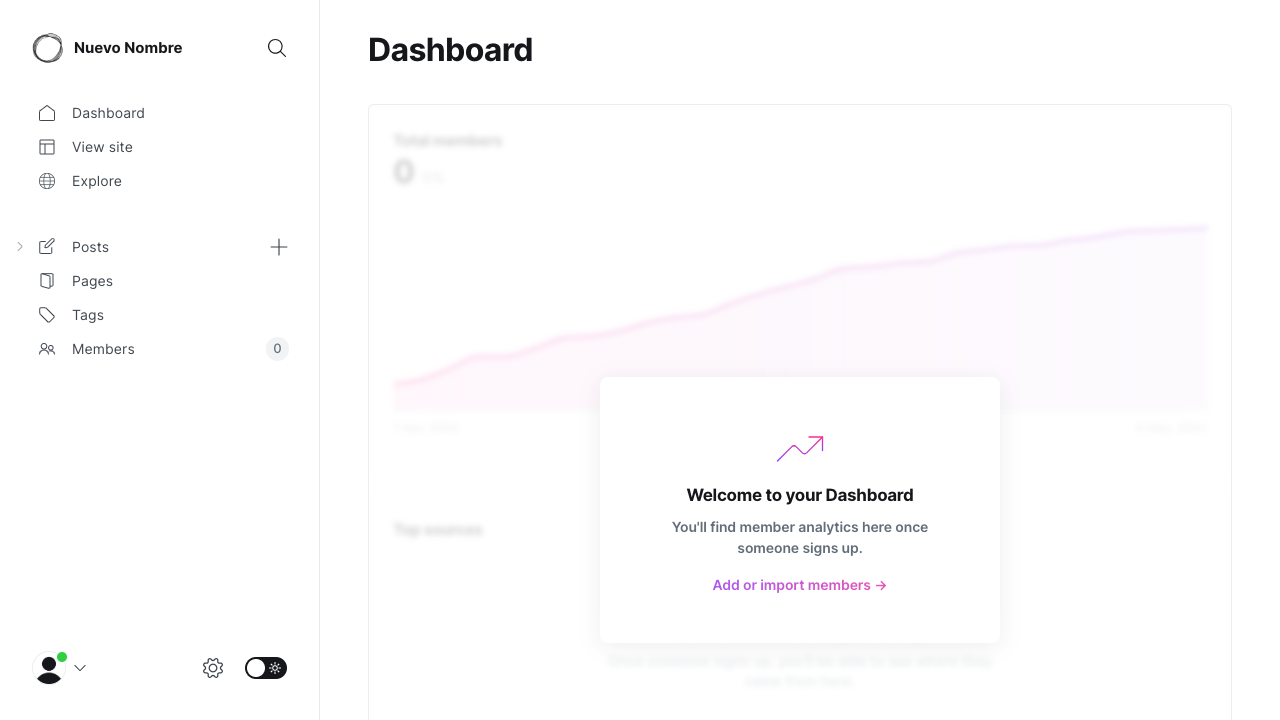 Nuevo Nombre
Dashboard
View site
Explore
Posts
Pages
Tags
Members
0
Dashboard
Total members
0
Welcome to your Dashboard
You'll find member analytics here once
someone signs up.
Add or import members →
Top sources